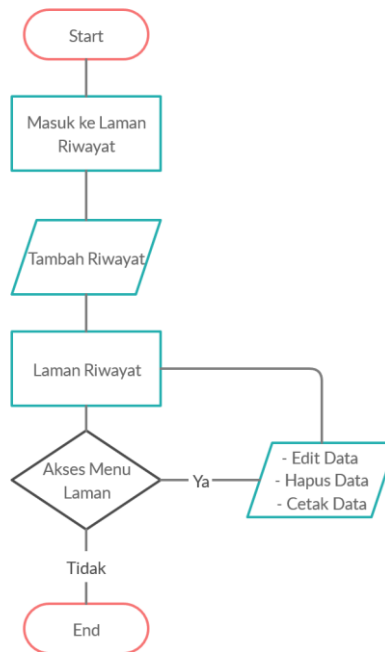 Start
Masuk ke Laman
Riwayat
Tambah Riwayat
Laman Riwayat
Akses Menu
Laman
Ya
- Edit Data
- Hapus Data
- Cetak Data
Tidak
End